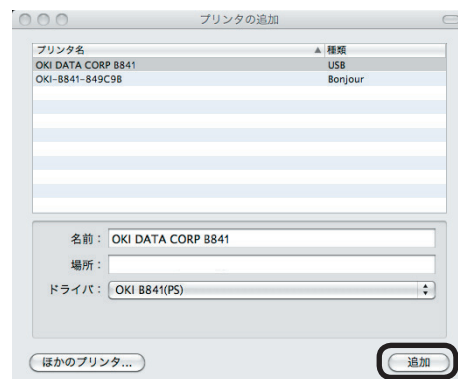 プリンタの追加
プリンタ名 ▲ 種類
OKI DATA CORP B841 USB
OKI-B841-849C9B Bonjour
名前： OKI DATA CORP B841
場所：
ドライバ： OKI B841(PS)
ほかのプリンタ... 追加